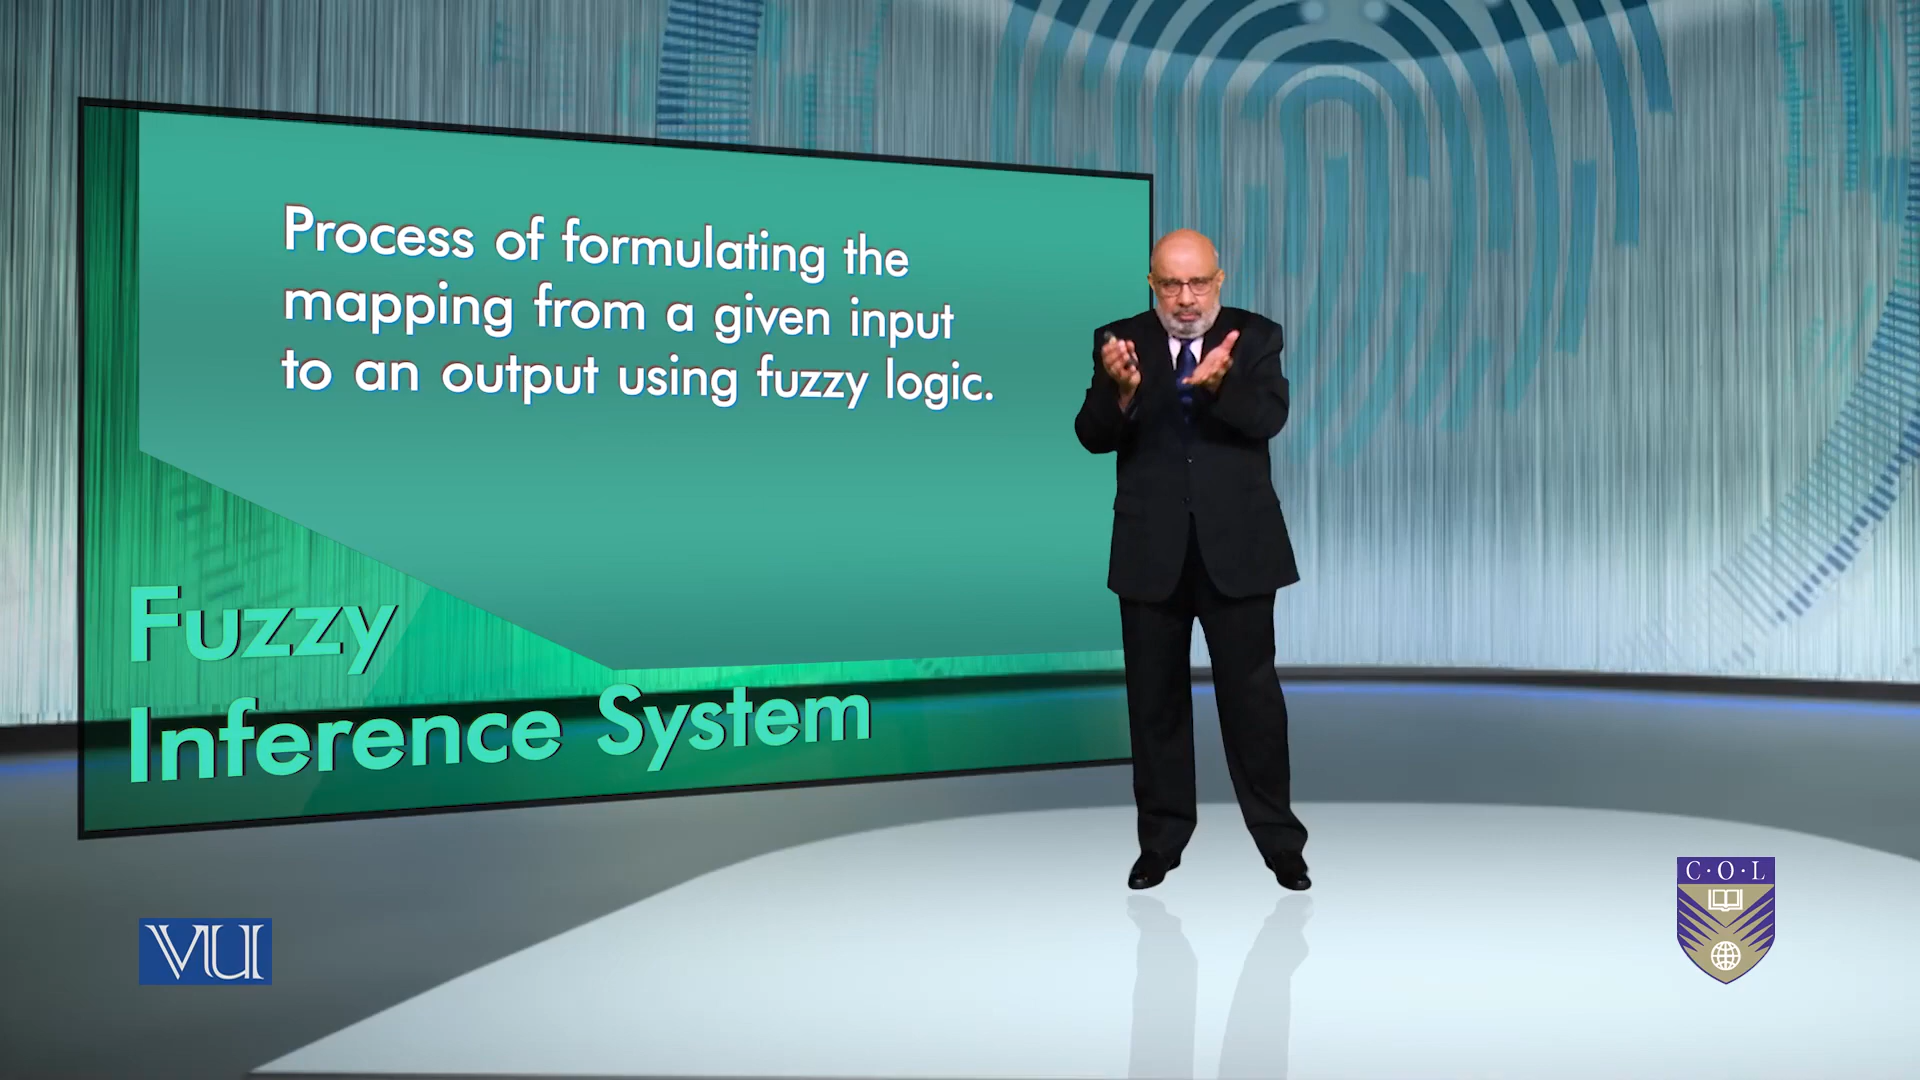 Process of formulating the
mapping from a given input
to an output using fuzzy logic.
Fuzzy
Inference System
VU
C·O·L